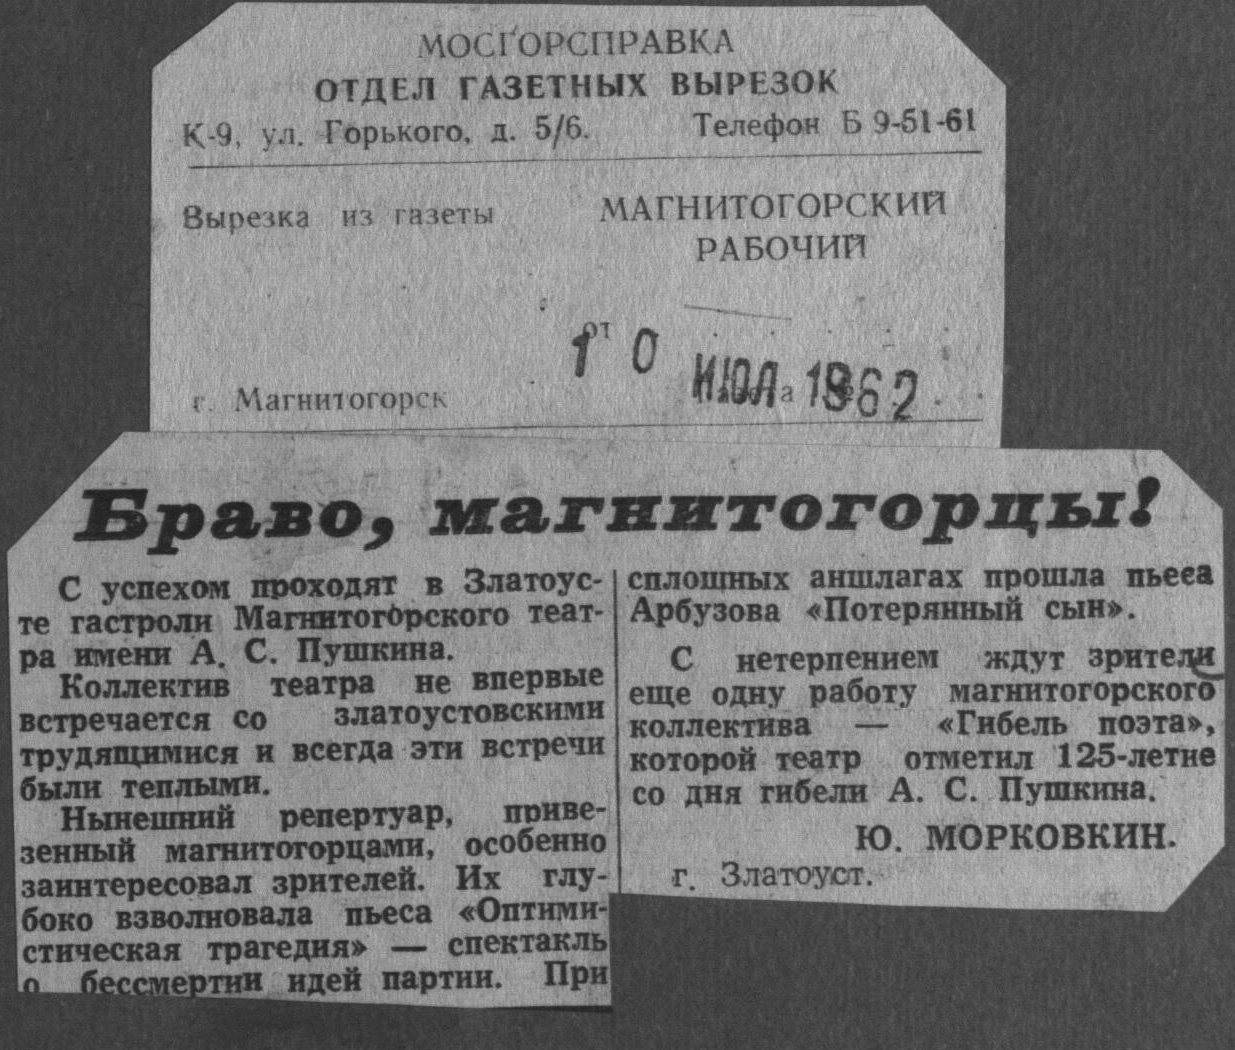 МОСГОРСПРАВКА
ОТДЕЛ ГАЗЕТНЫХ ВЫРЕЗОК
К-9, ул. Горького, д. 5/6. Телефон Б 9-51-61
Вырезка из газеты
МАГНИТОГОРСКИЙ
РАБОЧИЙ
от
1 0 ИЮЛ 1962
г. Магнитогорск
Браво, магнитогорцы!
С успехом проходят в Златоус-
те гастроли Магнитогорского теат-
ра имени А. С. Пушкина.
Коллектив театра не впервые
встречается со златоустовскими
трудящимися и всегда эти встречи
были теплыми.
Нынешний репертуар, приве-
зенный магнитогорцами, особенно
заинтересовал зрителей. Их глу-
боко взволновала пьеса «Оптими-
стическая трагедия» — спектакль
о бессмертии идей партии. При
сплошных аншлагах прошла пьеса
Арбузова «Потерянный сын».
С нетерпением ждут зрители
еще одну работу магнитогорского
коллектива — «Гибель поэта»,
которой театр отметил 125-летие
со дня гибели А. С. Пушкина.
Ю. МОРКОВКИН.
г. Златоуст.